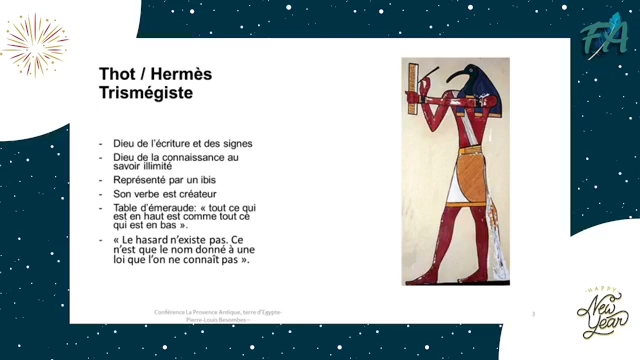 FA
Thot / Hermès
Trismégiste
- Dieu de l'écriture et des signes
- Dieu de la connaissance au
savoir illimité
- Représenté par un ibis
- Son verbe est créateur
- Table d'émeraude: « tout ce qui
est en haut est comme tout ce
qui est en bas ».
- « Le hasard n'existe pas. Ce
n'est que le nom donné à une
loi que l'on ne connaît pas ».
Conférence La Provence Antique, terre d'Egypte-
Pierre-Louis
HAPPY
New
Year